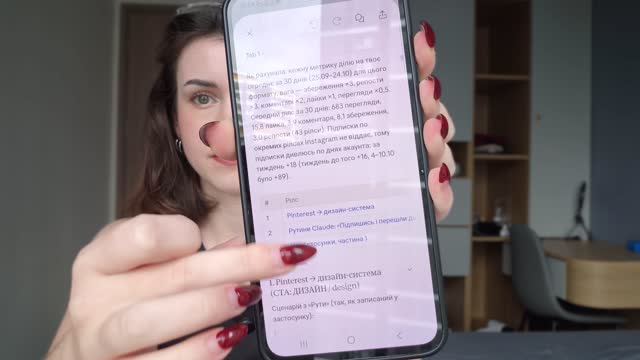 Tab 1
Як рахувала: кожну метрику ділю на твоє
середнє за 30 днів (25.09–24.10) для цього
формату, вага — збереження ×3, репости
×3, коментарі ×2, лайки ×1, перегляди ×0,5.
Середній рілс за 30 днів: 683 перегляди,
15,8 лайка, 3,9 коментаря, 8,1 збереження,
3,0 репости (43 рілси). Підписки по
окремих рілсах Instagram не віддає, тому
підписки дивлюсь по днях акаунта: за
тиждень +18 (тиждень до того +16, 4–10.10
було +89).
# Рілс
1 Pinterest → дизайн-система
2 Рутини Claude: «Підпишись і перешли д
частина
1. Pinterest → дизайн-система
(CTA: ДИЗАЙН / design)
Сценарій з «Рути» (так, як записаний у
застосунку):